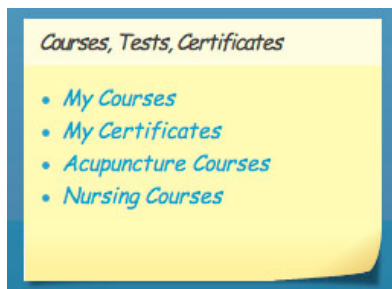 Courses, Tests, Certificates
My Courses
My Certificates
Acupuncture Courses
Nursing Courses